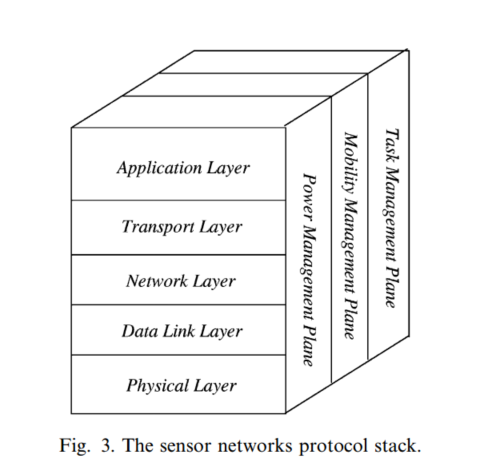 Application Layer
Transport Layer
Network Layer
Data Link Layer
Physical Layer
Power Management Plane
Mobility Management Plane
Task Management Plane
Fig. 3. The sensor networks protocol stack.